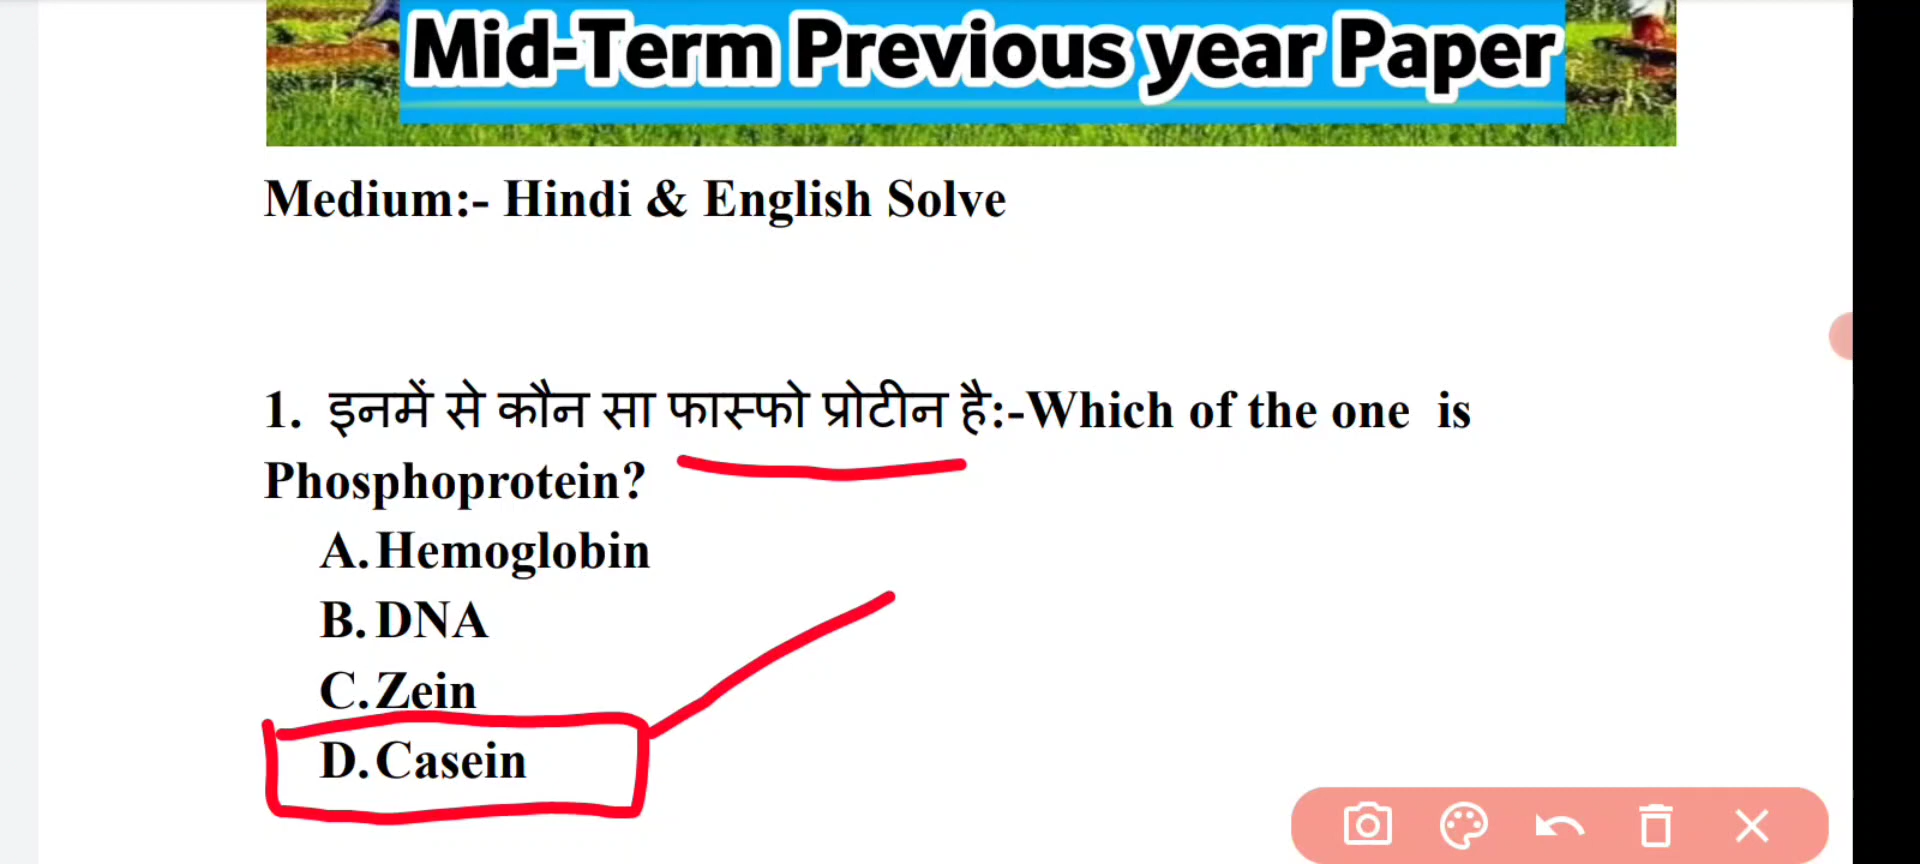 Mid-Term Previous year Paper
Medium:- Hindi & English Solve
1. इनमें से कौन सा फास्फो प्रोटीन है:-Which of the one is
Phosphoprotein?
A. Hemoglobin
B. DNA
C. Zein
D. Casein